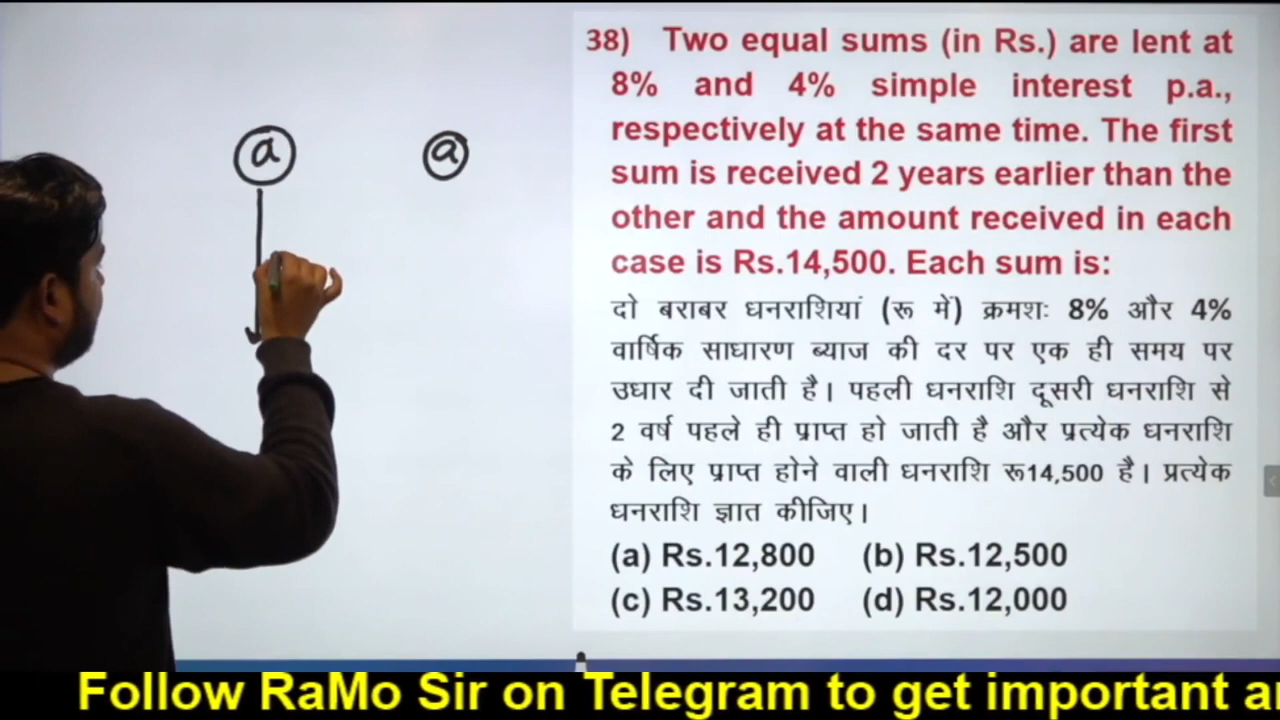 a a
38) Two equal sums (in Rs.) are lent at
8% and 4% simple interest p.a.,
respectively at the same time. The first
sum is received 2 years earlier than the
other and the amount received in each
case is Rs.14,500. Each sum is:
दो बराबर धनराशियां (रू में) क्रमशः 8% और 4%
वार्षिक साधारण ब्याज की दर पर एक ही समय पर
उधार दी जाती है। पहली धनराशि दूसरी धनराशि से
2 वर्ष पहले ही प्राप्त हो जाती है और प्रत्येक धनराशि
के लिए प्राप्त होने वाली धनराशि रू14,500 है। प्रत्येक
धनराशि ज्ञात कीजिए।
(a) Rs.12,800 (b) Rs.12,500
(c) Rs.13,200 (d) Rs.12,000
Follow RaMo Sir on Telegram to get important